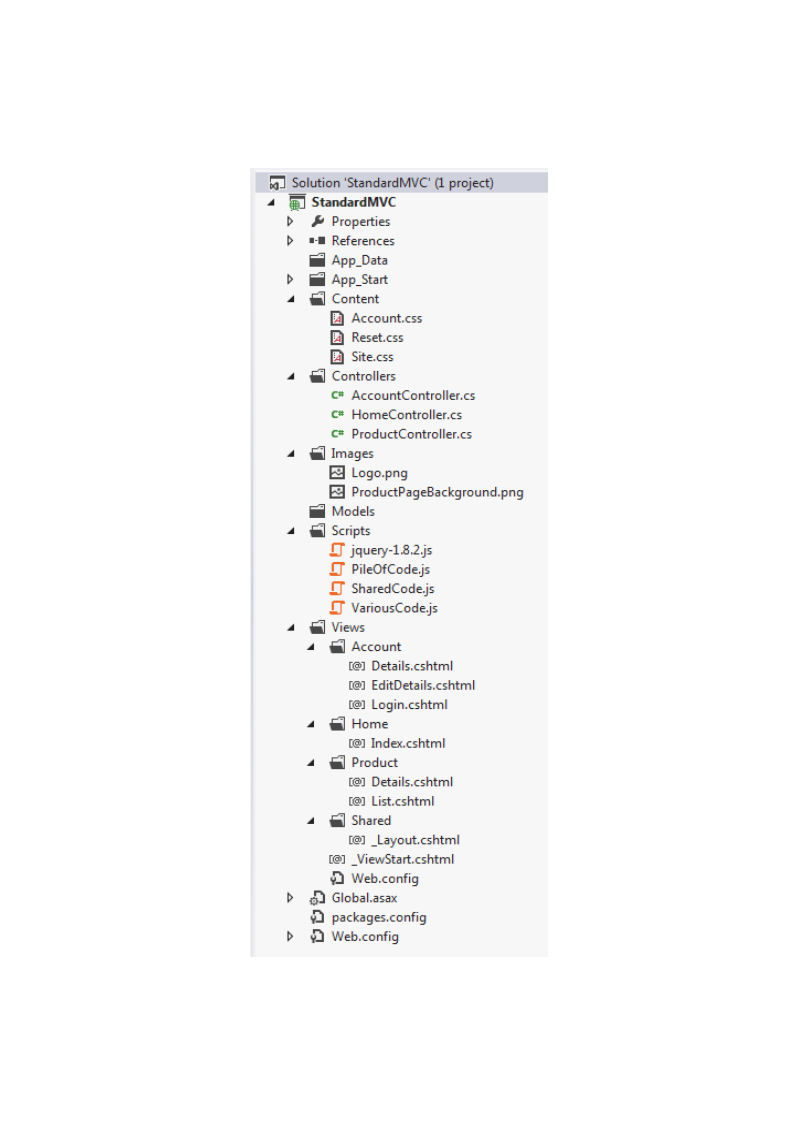 Solution 'StandardMVC' (1 project)
StandardMVC
Properties
References
App_Data
App_Start
Content
Account.css
Reset.css
Site.css
Controllers
C# AccountController.cs
C# HomeController.cs
C# ProductController.cs
Images
Logo.png
ProductPageBackground.png
Models
Scripts
jquery-1.8.2.js
PileOfCode.js
SharedCode.js
VariousCode.js
Views
Account
[@] Details.cshtml
[@] EditDetails.cshtml
[@] Login.cshtml
Home
[@] Index.cshtml
Product
[@] Details.cshtml
[@] List.cshtml
Shared
[@] _Layout.cshtml
[@] _ViewStart.cshtml
Web.config
Global.asax
packages.config
Web.config